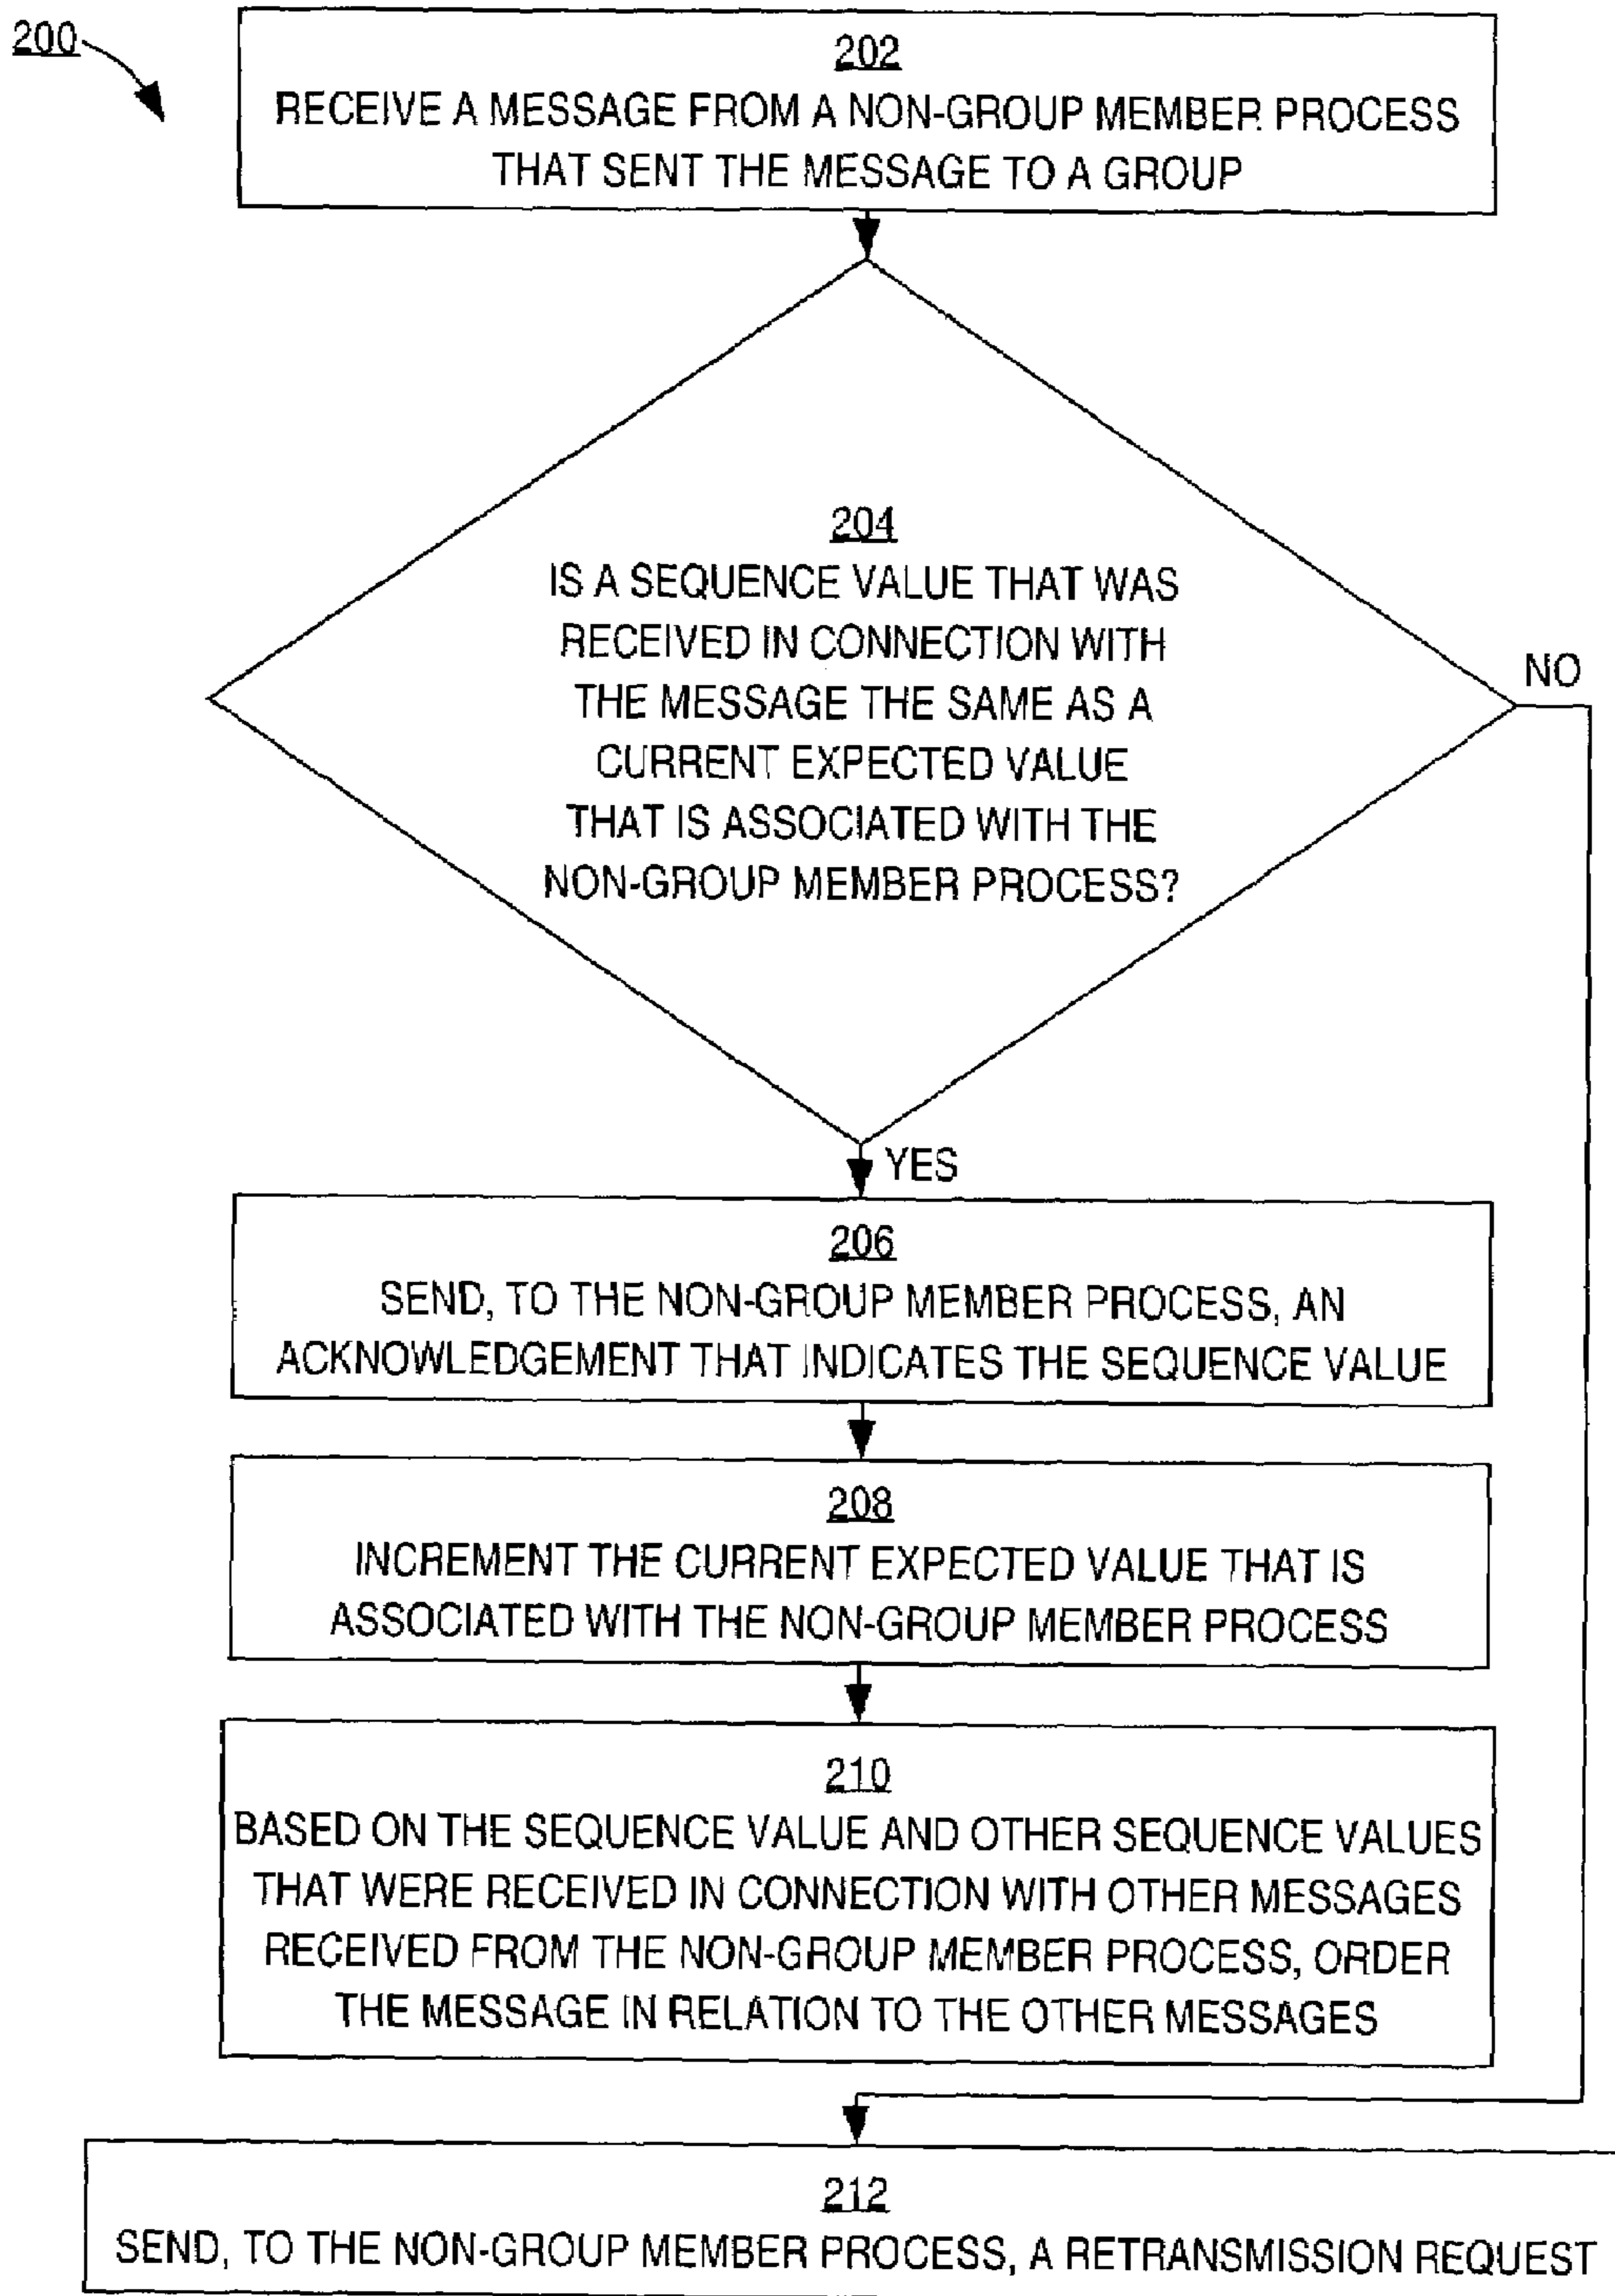 200
202
RECEIVE A MESSAGE FROM A NON-GROUP MEMBER PROCESS
THAT SENT THE MESSAGE TO A GROUP
204
IS A SEQUENCE VALUE THAT WAS
RECEIVED IN CONNECTION WITH
THE MESSAGE THE SAME AS A
CURRENT EXPECTED VALUE
THAT IS ASSOCIATED WITH THE
NON-GROUP MEMBER PROCESS?
NO
YES
206
SEND, TO THE NON-GROUP MEMBER PROCESS, AN
ACKNOWLEDGEMENT THAT INDICATES THE SEQUENCE VALUE
208
INCREMENT THE CURRENT EXPECTED VALUE THAT IS
ASSOCIATED WITH THE NON-GROUP MEMBER PROCESS
210
BASED ON THE SEQUENCE VALUE AND OTHER SEQUENCE VALUES
THAT WERE RECEIVED IN CONNECTION WITH OTHER MESSAGES
RECEIVED FROM THE NON-GROUP MEMBER PROCESS, ORDER
THE MESSAGE IN RELATION TO THE OTHER MESSAGES
212
SEND, TO THE NON-GROUP MEMBER PROCESS, A RETRANSMISSION REQUEST